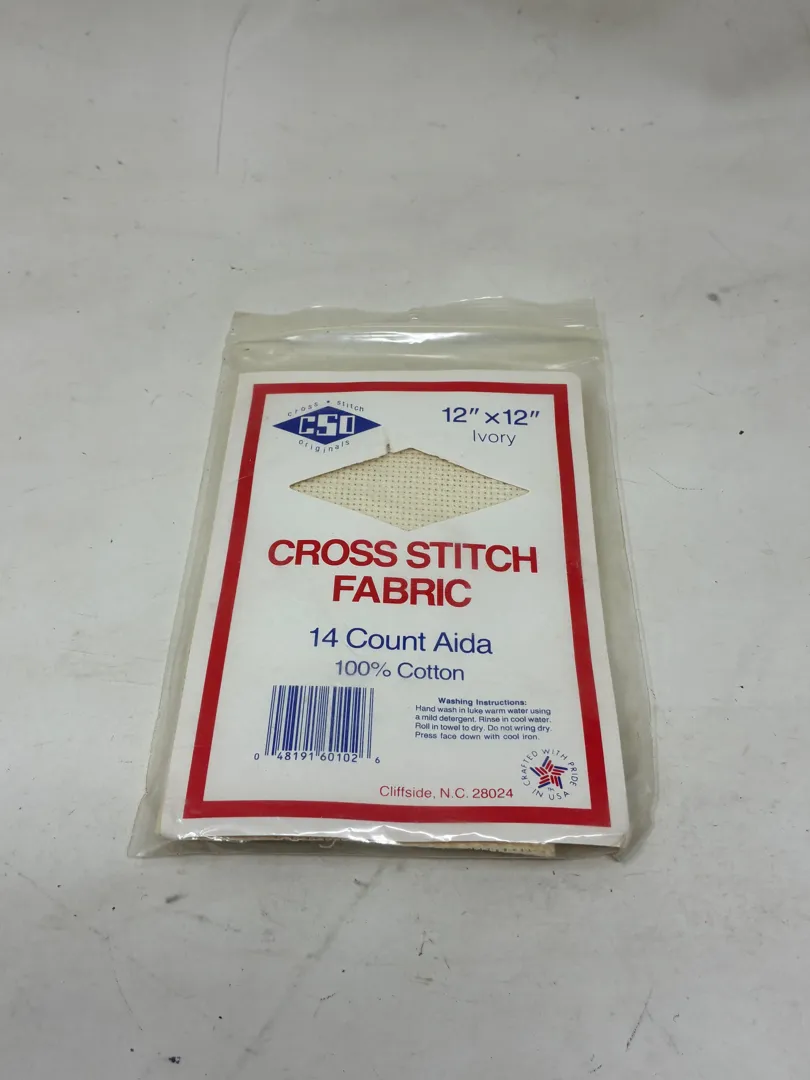 cross • stitch
CSO
originals
12" x 12"
Ivory
CROSS STITCH
FABRIC
14 Count Aida
100% Cotton
Washing Instructions:
Hand wash in luke warm water using
a mild detergent. Rinse in cool water.
Roll in towel to dry. Do not wring dry.
Press face down with cool iron.
0 48191 60102 6
CRAFTED WITH PRIDE
IN USA
Cliffside, N.C. 28024